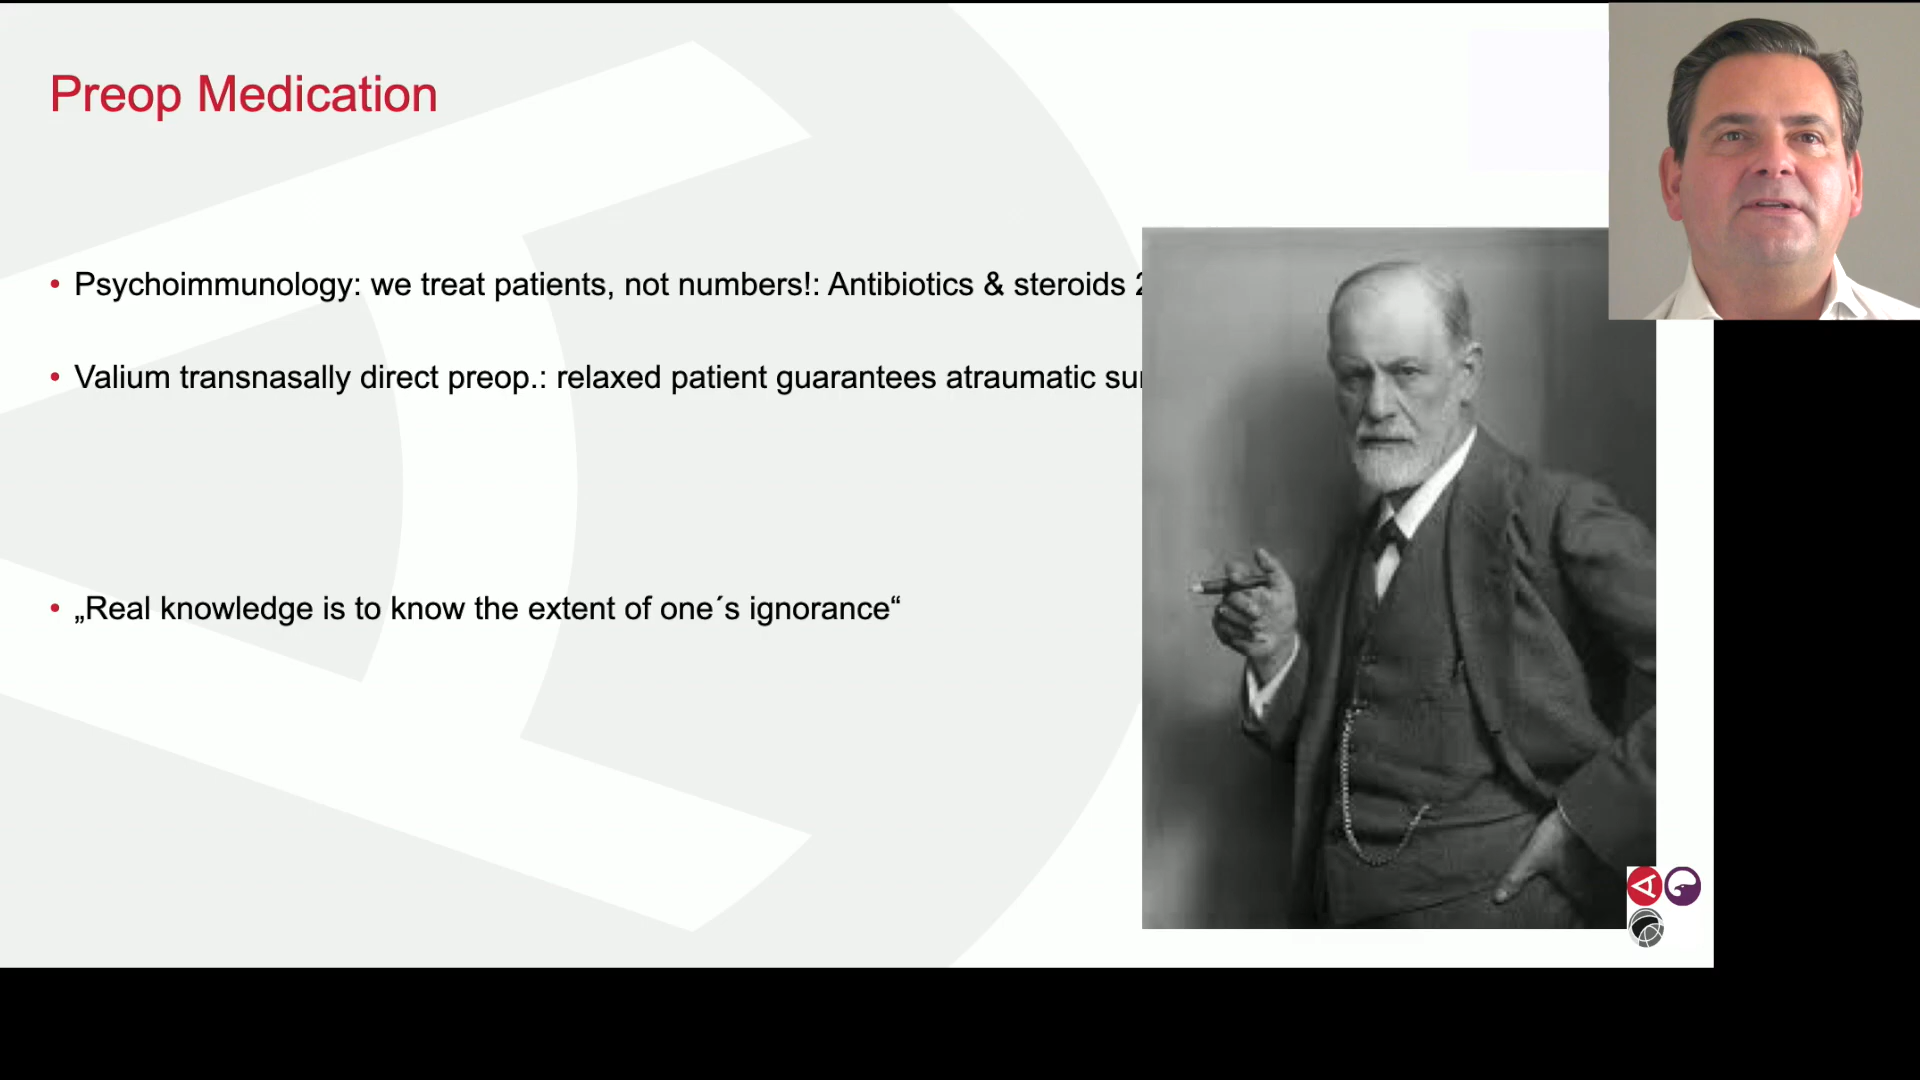 Preop Medication
• Psychoimmunology: we treat patients, not numbers!: Antibiotics & steroids
• Valium transnasally direct preop.: relaxed patient guarantees atraumatic
• „Real knowledge is to know the extent of one´s ignorance“